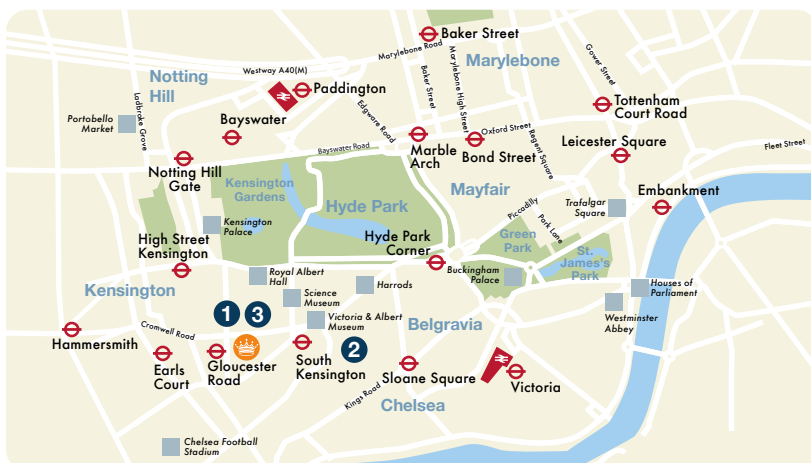 Baker Street
Marylebone Road
Marylebone
Notting
Hill
Westway A40(M)
Paddington
Baker Street
Marylebone High Street
Gower Street
Ladbroke Grove
Portobello
Market
Bayswater
Edgware Road
Tottenham
Court Road
Oxford Street
Regent Square
Leicester Square
Marble
Arch
Bond Street
Bayswater Road
Fleet Street
Notting Hill
Gate
Kensington
Gardens
Mayfair
Embankment
Hyde Park
Trafalgar
Square
Piccadilly
Park Lane
Kensington
Palace
High Street
Kensington
Hyde Park
Corner
Green
Park
St.
James's
Park
Buckingham
Palace
Royal Albert
Hall
Science
Museum
Harrods
Houses of
Parliament
Kensington
Victoria & Albert
Museum
Westminster
Abbey
1
3
Belgravia
Cromwell Road
Hammersmith
2
Earls
Court
Gloucester
Road
South
Kensington
Sloane Square
Victoria
Kings Road
Chelsea
Chelsea Football
Stadium